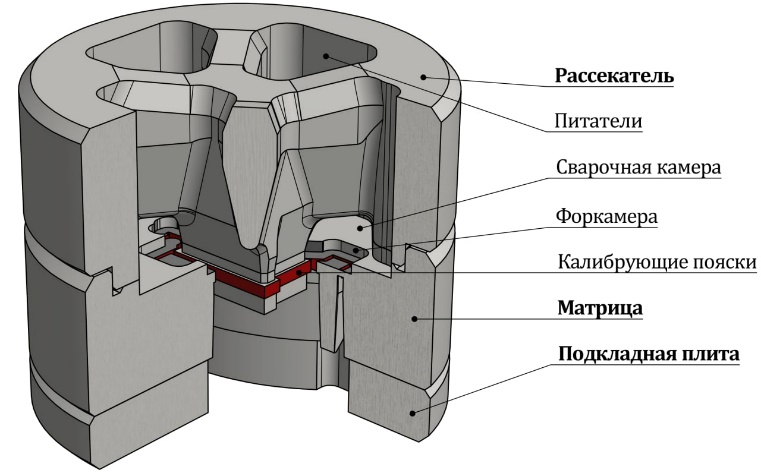 Рассекатель
Питатели
Сварочная камера
Форкамера
Калибрующие пояски
Матрица
Подкладная плита